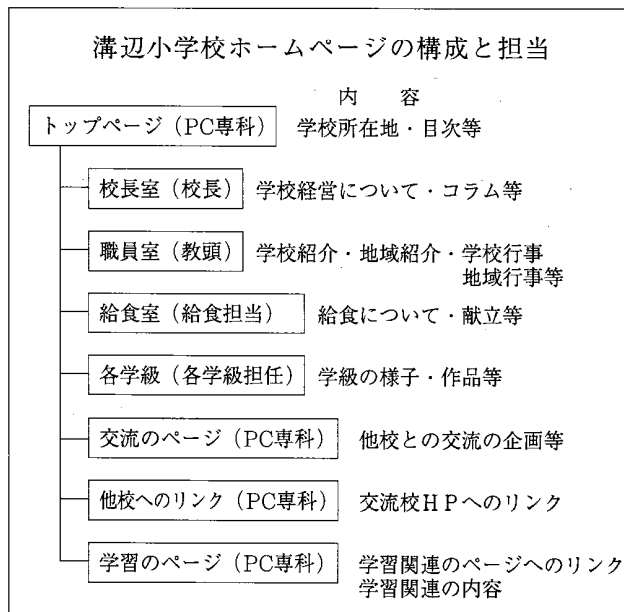 溝辺小学校ホームページの構成と担当
内　容
トップページ（PC専科）　学校所在地・目次等
校長室（校長）　学校経営について・コラム等
職員室（教頭）　学校紹介・地域紹介・学校行事
地域行事等
給食室（給食担当）　給食について・献立等
各学級（各学級担任）　学級の様子・作品等
交流のページ（PC専科）　他校との交流の企画等
他校へのリンク（PC専科）　交流校HPへのリンク
学習のページ（PC専科）　学習関連のページへのリンク
学習関連の内容